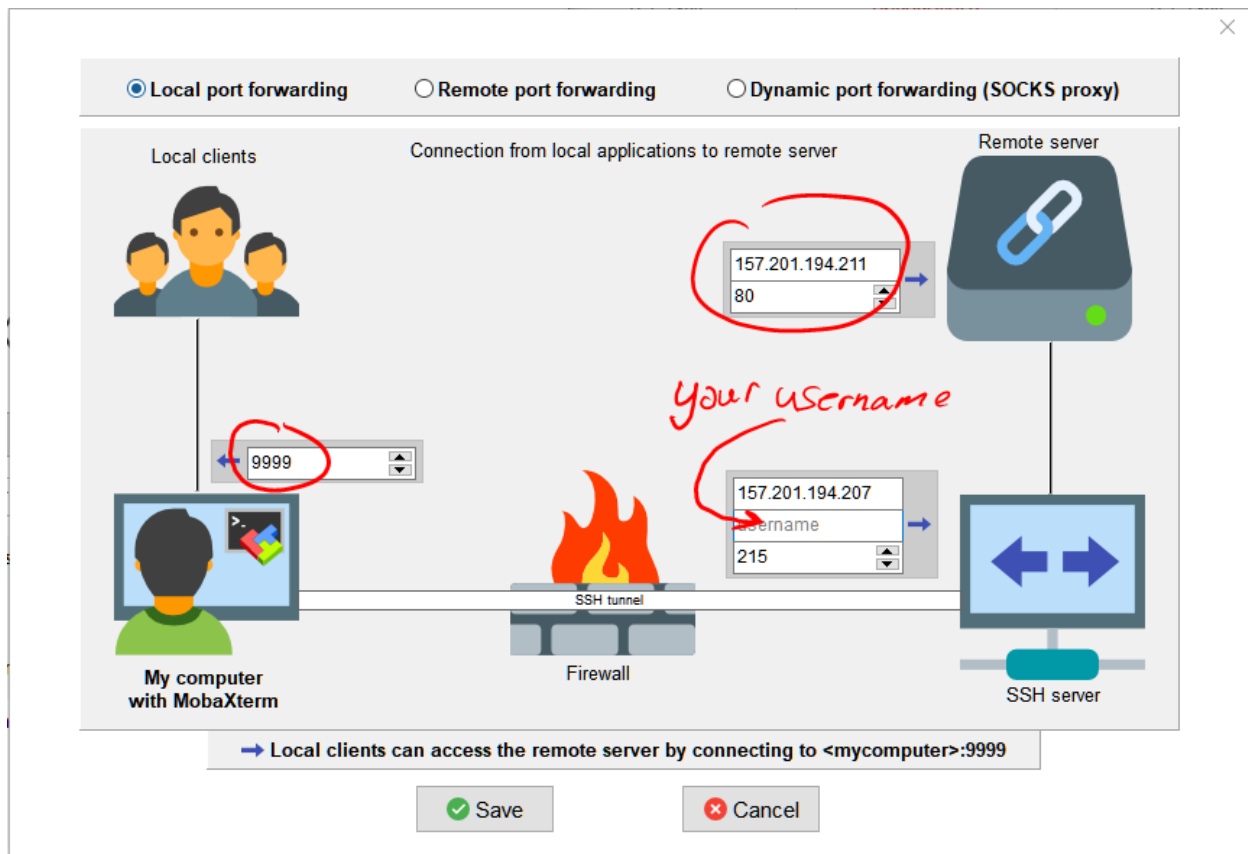 Local port forwarding
Remote port forwarding
Dynamic port forwarding (SOCKS proxy)
Local clients
Connection from local applications to remote server
Remote server
157.201.194.211
80
your username
9999
157.201.194.207
username
215
>_
SSH tunnel
Firewall
My computer
with MobaXterm
SSH server
Local clients can access the remote server by connecting to <mycomputer>:9999
Save
Cancel